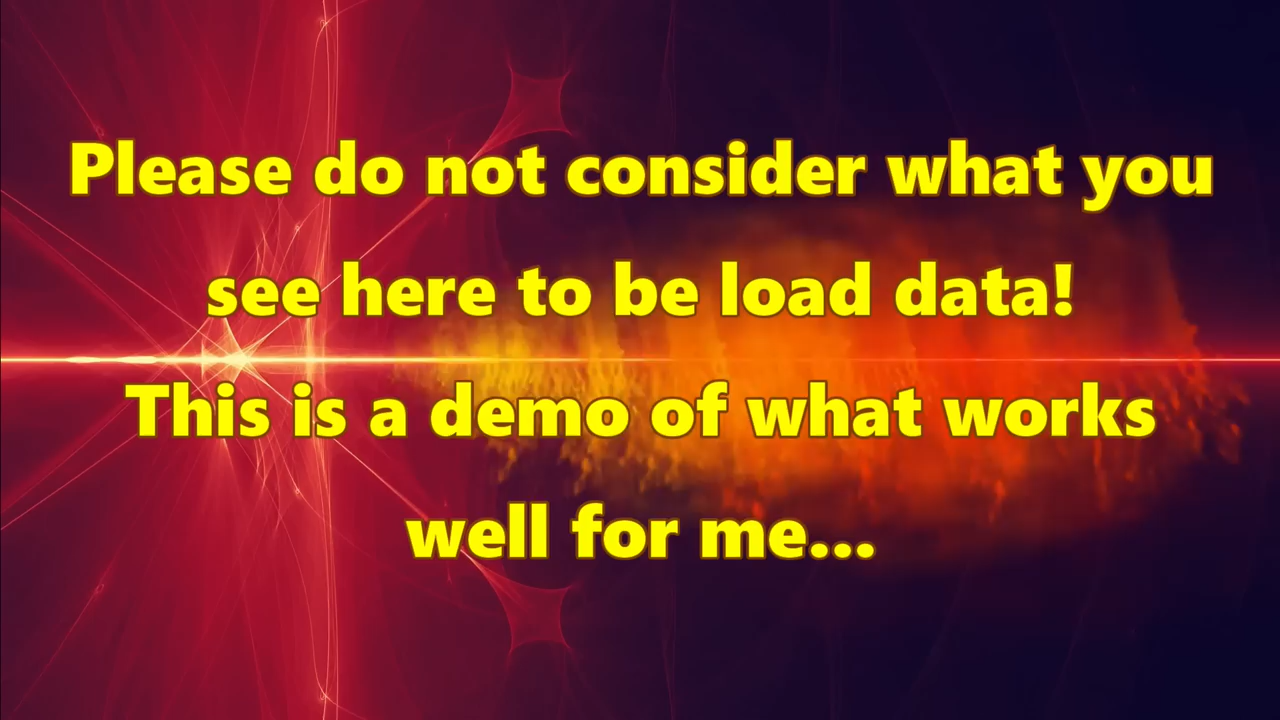 Please do not consider what you
see here to be load data!
This is a demo of what works
well for me...